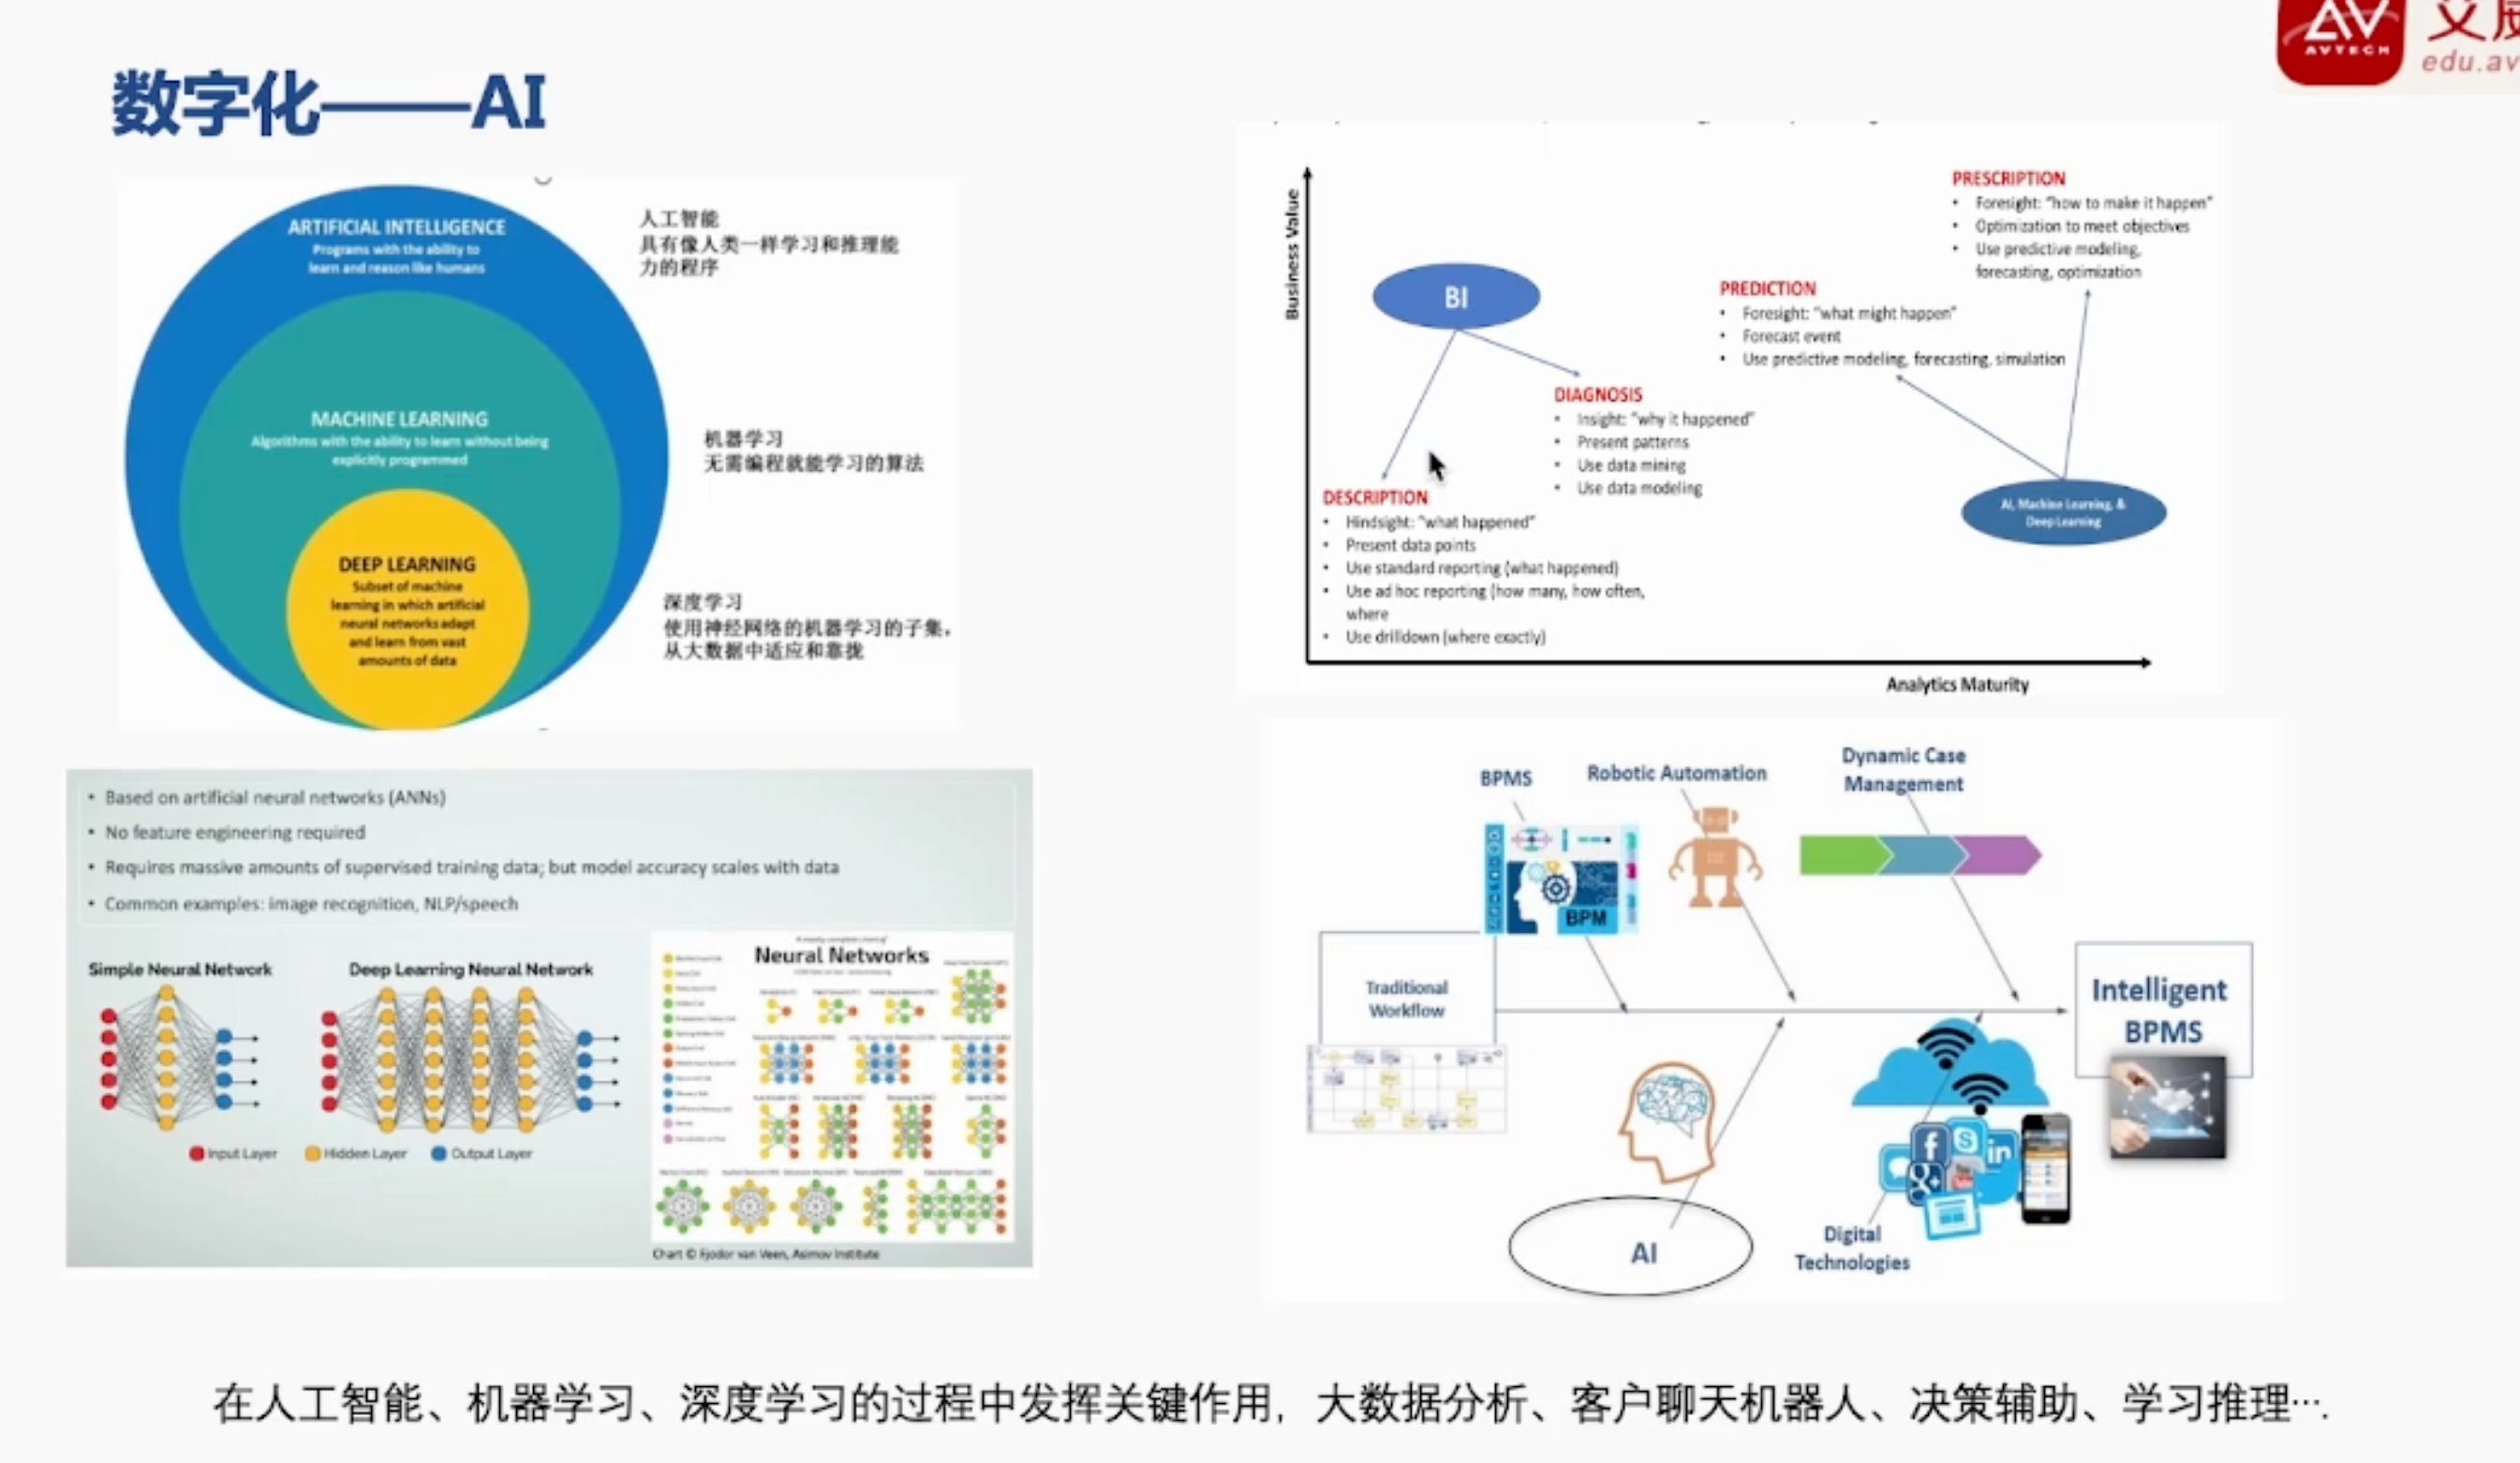 数字化——AI
AVTECH
edu.av
ARTIFICIAL INTELLIGENCE
Programs with the ability to
learn and reason like humans
MACHINE LEARNING
Algorithms with the ability to learn without being
explicitly programmed
DEEP LEARNING
Subset of machine
learning in which artificial
neural networks adapt
and learn from vast
amounts of data
人工智能
具有像人类一样学习和推理能
力的程序
机器学习
无需编程就能学习的算法
深度学习
使用神经网络的机器学习的子集，
从大数据中适应和靠拢
Business Value
BI
PRESCRIPTION
• Foresight: "how to make it happen"
• Optimization to meet objectives
• Use predictive modeling,
forecasting, optimization
PREDICTION
• Foresight: "what might happen"
• Forecast event
• Use predictive modeling, forecasting, simulation
DIAGNOSIS
• Insight: "why it happened"
• Present patterns
• Use data mining
• Use data modeling
DESCRIPTION
• Hindsight: "what happened"
• Present data points
• Use standard reporting (what happened)
• Use ad hoc reporting (how many, how often,
where
• Use drilldown (where exactly)
AI, Machine Learning, &
Deep Learning
Analytics Maturity
• Based on artificial neural networks (ANNs)
• No feature engineering required
• Requires massive amounts of supervised training data; but model accuracy scales with data
• Common examples: image recognition, NLP/speech
Simple Neural Network
Deep Learning Neural Network
Input Layer
Hidden Layer
Output Layer
A mostly complete chart of
Neural Networks
Chart © Fjodor van Veen, Asimov Institute
BPMS
Robotic Automation
Dynamic Case
Management
BPM
Traditional
Workflow
Intelligent
BPMS
AI
Digital
Technologies
在人工智能、机器学习、深度学习的过程中发挥关键作用，大数据分析、客户聊天机器人、决策辅助、学习推理….